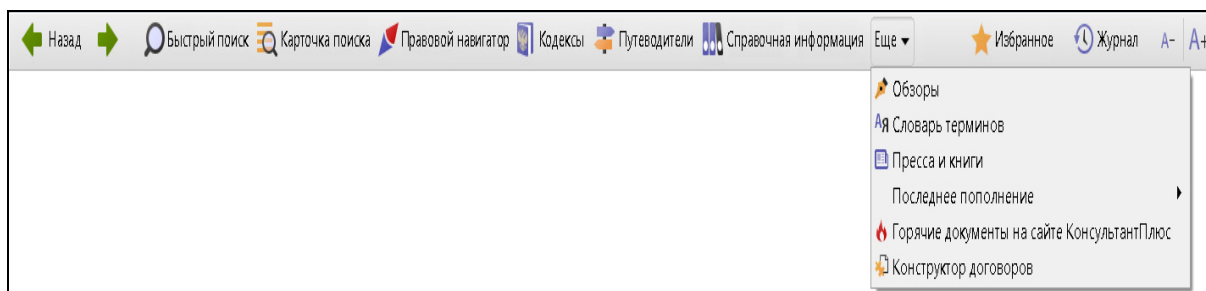 Назад Быстрый поиск Карточка поиска Правовой навигатор Кодексы Путеводители Справочная информация Еще Избранное Журнал A- A+
Обзоры
Aя Словарь терминов
Пресса и книги
Последнее пополнение
Горячие документы на сайте КонсультантПлюс
Конструктор договоров